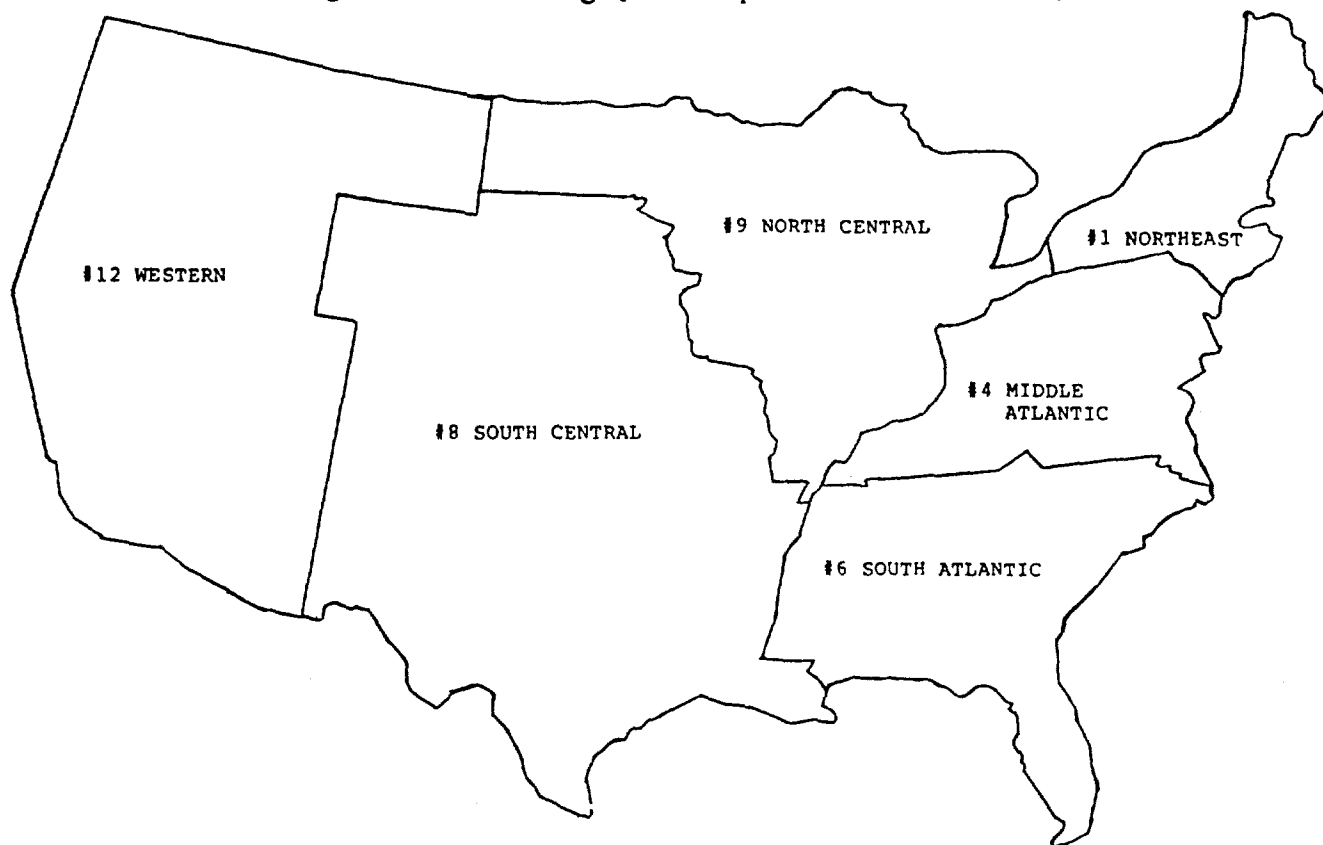 #9 NORTH CENTRAL
#1 NORTHEAST
#12 WESTERN
#4 MIDDLE
ATLANTIC
#8 SOUTH CENTRAL
#6 SOUTH ATLANTIC